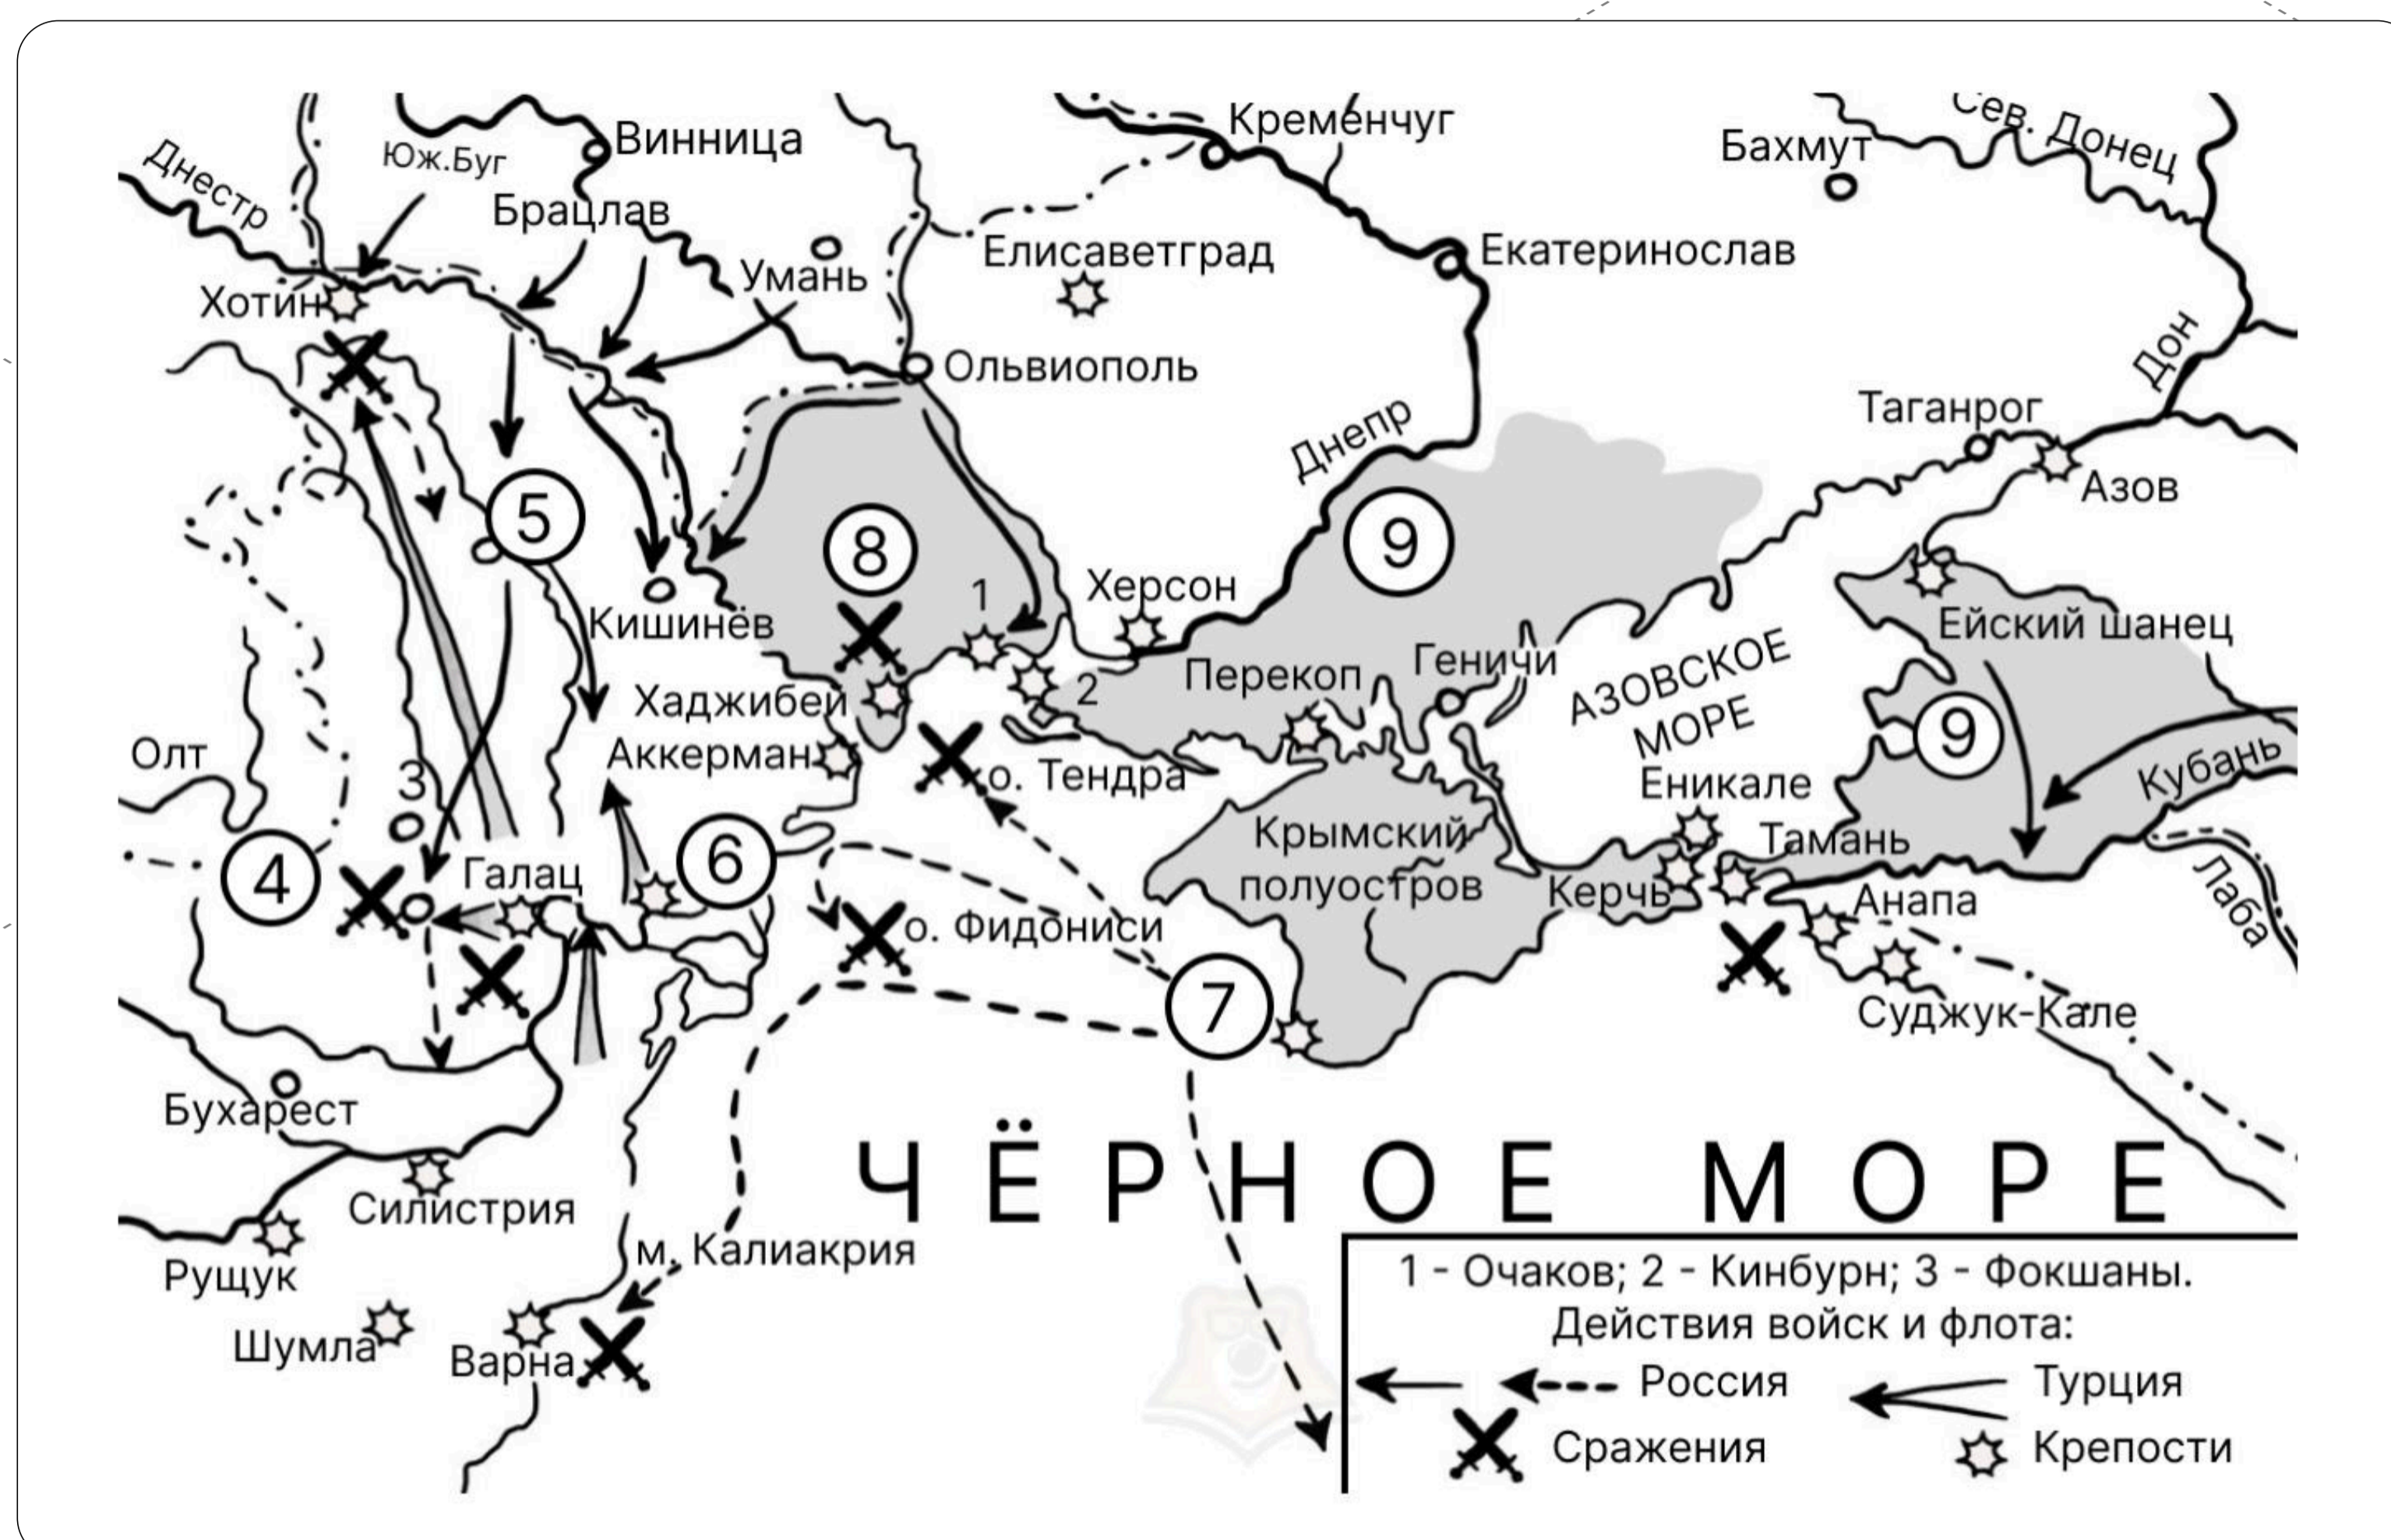 Кременчуг
Сев. Донец
Винница
Бахмут
Юж.Буг
Днестр
Брацлав
Елисаветград
Екатеринослав
Умань
Хотин
Дон
Ольвиополь
Таганрог
Днепр
Азов
5
8
9
1
Херсон
Кишинёв
Ейский шанец
Перекоп
Геничи
АЗОВСКОЕ
МОРЕ
Хаджибей
2
9
Олт
Аккерман
о. Тендра
Еникале
Кубань
3
Крымский
полуостров
Тамань
4
Галац
6
Керчь
Анапа
Лаба
о. Фидониси
7
Суджук-Кале
Бухарест
ЧЁРНОЕ МОРЕ
Силистрия
м. Калиакрия
Рущук
Шумла
Варна
1 - Очаков; 2 - Кинбурн; 3 - Фокшаны.
Действия войск и флота:
Россия
Турция
Сражения
Крепости